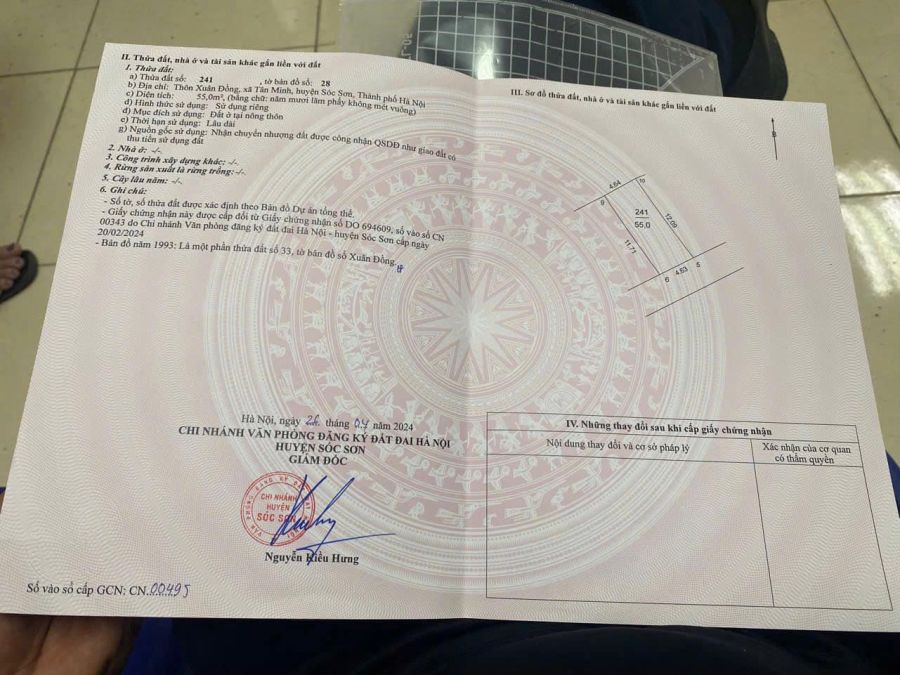 II. Thửa đất, nhà ở và tài sản khác gắn liền với đất
1. Thửa đất:
a) Thửa đất số: 241 , tờ bản đồ số: 28
b) Địa chỉ: Thôn Xuân Đồng, xã Tân Minh, huyện Sóc Sơn, Thành phố Hà Nội
c) Diện tích: 55,0m², (bằng chữ: năm mươi lăm phẩy không mét vuông)
d) Hình thức sử dụng: Sử dụng riêng
đ) Mục đích sử dụng: Đất ở tại nông thôn
e) Thời hạn sử dụng: Lâu dài
g) Nguồn gốc sử dụng: Nhận chuyển nhượng đất được công nhận QSDĐ như giao đất có
thu tiền sử dụng đất
2. Nhà ở: -/-
3. Công trình xây dựng khác: -/-
4. Rừng sản xuất là rừng trồng: -/-
5. Cây lâu năm: -/-
6. Ghi chú:
- Số tờ, số thửa đất được xác định theo Bản đồ Dự án tổng thể.
- Giấy chứng nhận này được cấp đổi từ Giấy chứng nhận số DO 694609, số vào sổ CN
00343 do Chi nhánh Văn phòng đăng ký đất đai Hà Nội - huyện Sóc Sơn cấp ngày
20/02/2024
- Bản đồ năm 1993: Là một phần thửa đất số 33, tờ bản đồ số Xuân Đồng.
Hà Nội, ngày 26 tháng 04 năm 2024
CHI NHÁNH VĂN PHÒNG ĐĂNG KÝ ĐẤT ĐAI HÀ NỘI
HUYỆN SÓC SƠN
GIÁM ĐỐC
CHI NHÁNH
HUYỆN
SÓC SƠN
Nguyễn Kiều Hưng
Số vào sổ cấp GCN: CN.00495
III. Sơ đồ thửa đất, nhà ở và tài sản khác gắn liền với đất
B
4.64
9
10
241
55,0
12.09
11.71
6
4.63
5
IV. Những thay đổi sau khi cấp giấy chứng nhận
Nội dung thay đổi và cơ sở pháp lý
Xác nhận của cơ quan
có thẩm quyền